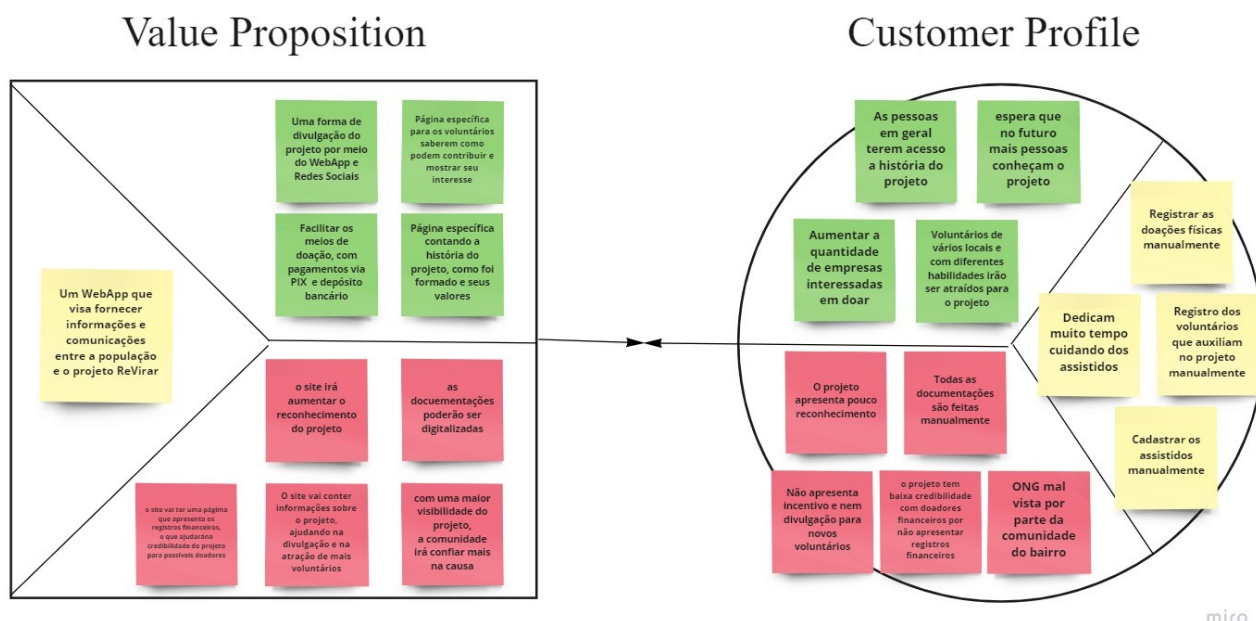 Value Proposition
Customer Profile
Uma forma de
divulgação do
projeto por meio
do WebApp e
Redes Sociais
Página específica
para os voluntários
saberem como
podem contribuir e
mostrar seu
interesse
Facilitar os
meios de
doação, com
pagamentos via
PIX e depósito
bancário
Página específica
contando a
história do
projeto, como foi
formado e seus
valores
Um WebApp que
visa fornecer
informações e
comunicações
entre a população
e o projeto ReVirar
o site irá
aumentar o
reconhecimento
do projeto
as
docuementações
poderão ser
digitalizadas
o site vai ter uma página
que apresenta os
registros financeiros,
o que ajudarána
credibilidade do projeto
para possíveis doadores
O site vai conter
informações sobre
o projeto,
ajudando na
divulgação e na
atração de mais
voluntários
com uma maior
visibilidade do
projeto,
a comunidade
irá confiar mais
na causa
As pessoas
em geral
terem acesso
a história do
projeto
espera que
no futuro
mais pessoas
conheçam o
projeto
Aumentar a
quantidade
de empresas
interessadas
em doar
Voluntários de
vários locais e
com diferentes
habilidades irão
ser atraídos para
o projeto
Registrar as
doações físicas
manualmente
Dedicam
muito tempo
cuidando dos
assistidos
Registro dos
voluntários
que auxiliam
no projeto
manualmente
Cadastrar os
assistidos
manualmente
O projeto
apresenta pouco
reconhecimento
Todas as
documentações
são feitas
manualmente
Não apresenta
incentivo e nem
divulgação para
novos
voluntários
o projeto tem
baixa credibilidade
com doadores
financeiros por
não apresentar
registros
financeiros
ONG mal
vista por
parte da
comunidade
do bairro
miro